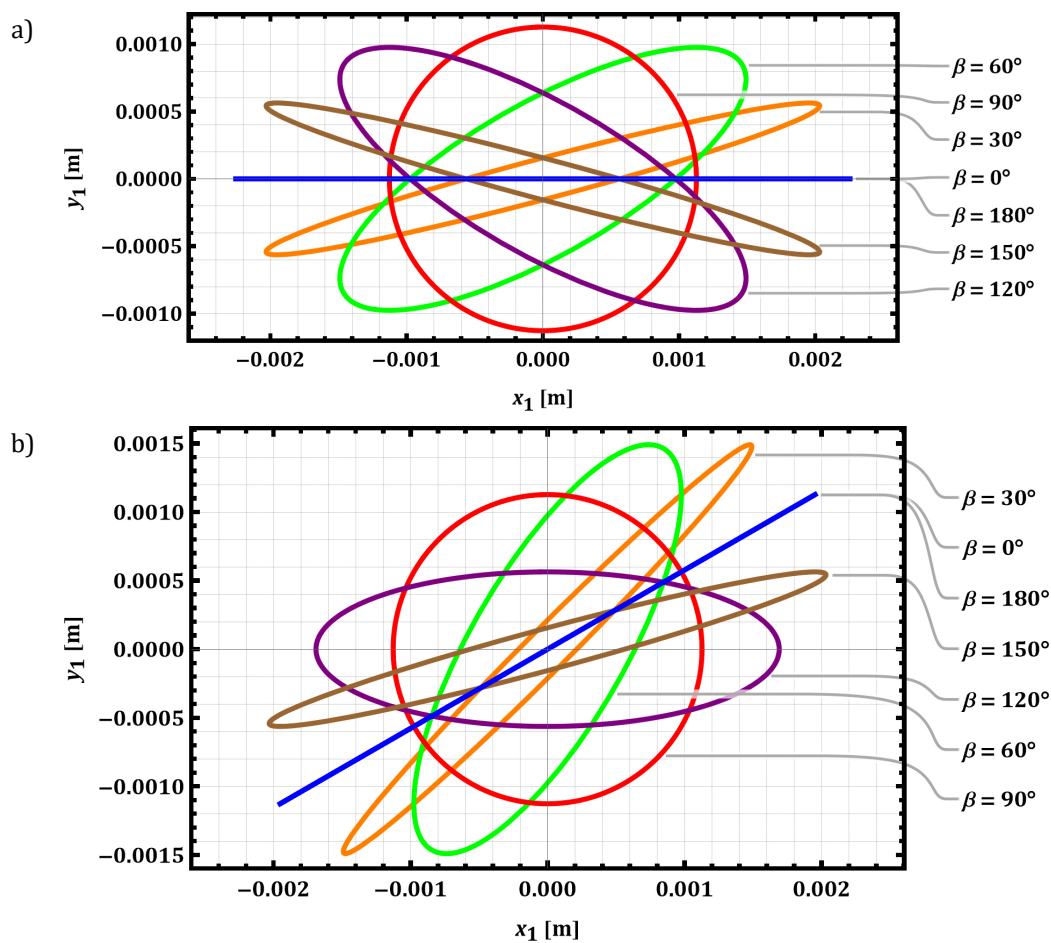 a)
0.0010
0.0005
0.0000
−0.0005
−0.0010
y1 [m]
−0.002
−0.001
0.000
0.001
0.002
x1 [m]
β = 60°
β = 90°
β = 30°
β = 0°
β = 180°
β = 150°
β = 120°
b)
0.0015
0.0010
0.0005
0.0000
−0.0005
−0.0010
−0.0015
y1 [m]
−0.002
−0.001
0.000
0.001
0.002
x1 [m]
β = 30°
β = 0°
β = 180°
β = 150°
β = 120°
β = 60°
β = 90°